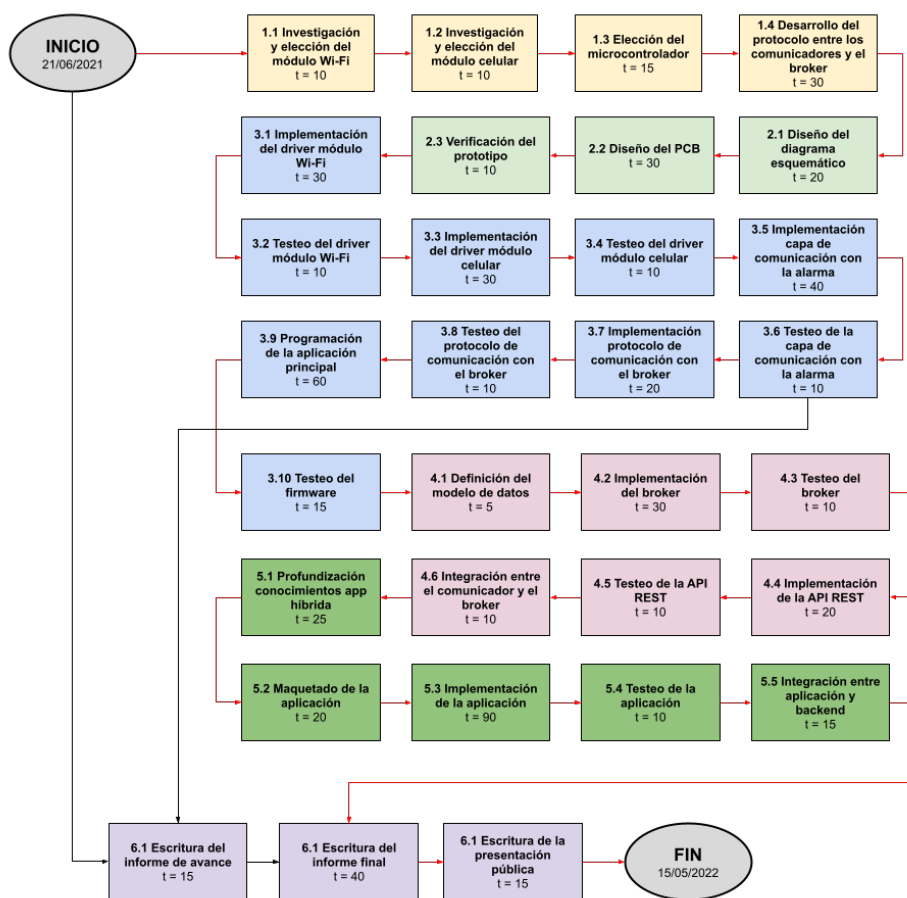 INICIO
21/06/2021
1.1 Investigación
y elección del
módulo Wi-Fi
t = 10
1.2 Investigación
y elección del
módulo celular
t = 10
1.3 Elección del
microcontrolador
t = 15
1.4 Desarrollo del
protocolo entre los
comunicadores y el
broker
t = 30
3.1 Implementación
del driver módulo
Wi-Fi
t = 30
2.3 Verificación del
prototipo
t = 10
2.2 Diseño del PCB
t = 30
2.1 Diseño del
diagrama
esquemático
t = 20
3.2 Testeo del driver
módulo Wi-Fi
t = 10
3.3 Implementación
del driver módulo
celular
t = 30
3.4 Testeo del driver
módulo celular
t = 10
3.5 Implementación
capa de
comunicación con
la alarma
t = 40
3.9 Programación
de la aplicación
principal
t = 60
3.8 Testeo del
protocolo de
comunicación con
el broker
t = 10
3.7 Implementación
protocolo de
comunicación con el
broker
t = 20
3.6 Testeo de la
capa de
comunicación con
la alarma
t = 10
3.10 Testeo del
firmware
t = 15
4.1 Definición del
modelo de datos
t = 5
4.2 Implementación
del broker
t = 30
4.3 Testeo del
broker
t = 10
5.1 Profundización
conocimientos app
híbrida
t = 25
4.6 Integración entre
el comunicador y el
broker
t = 10
4.5 Testeo de la API
REST
t = 10
4.4 Implementación
de la API REST
t = 20
5.2 Maquetado de la
aplicación
t = 20
5.3 Implementación
de la aplicación
t = 90
5.4 Testeo de la
aplicación
t = 10
5.5 Integración entre
aplicación y
backend
t = 15
6.1 Escritura del
informe de avance
t = 15
6.1 Escritura del
informe final
t = 40
6.1 Escritura de la
presentación
pública
t = 15
FIN
15/05/2022